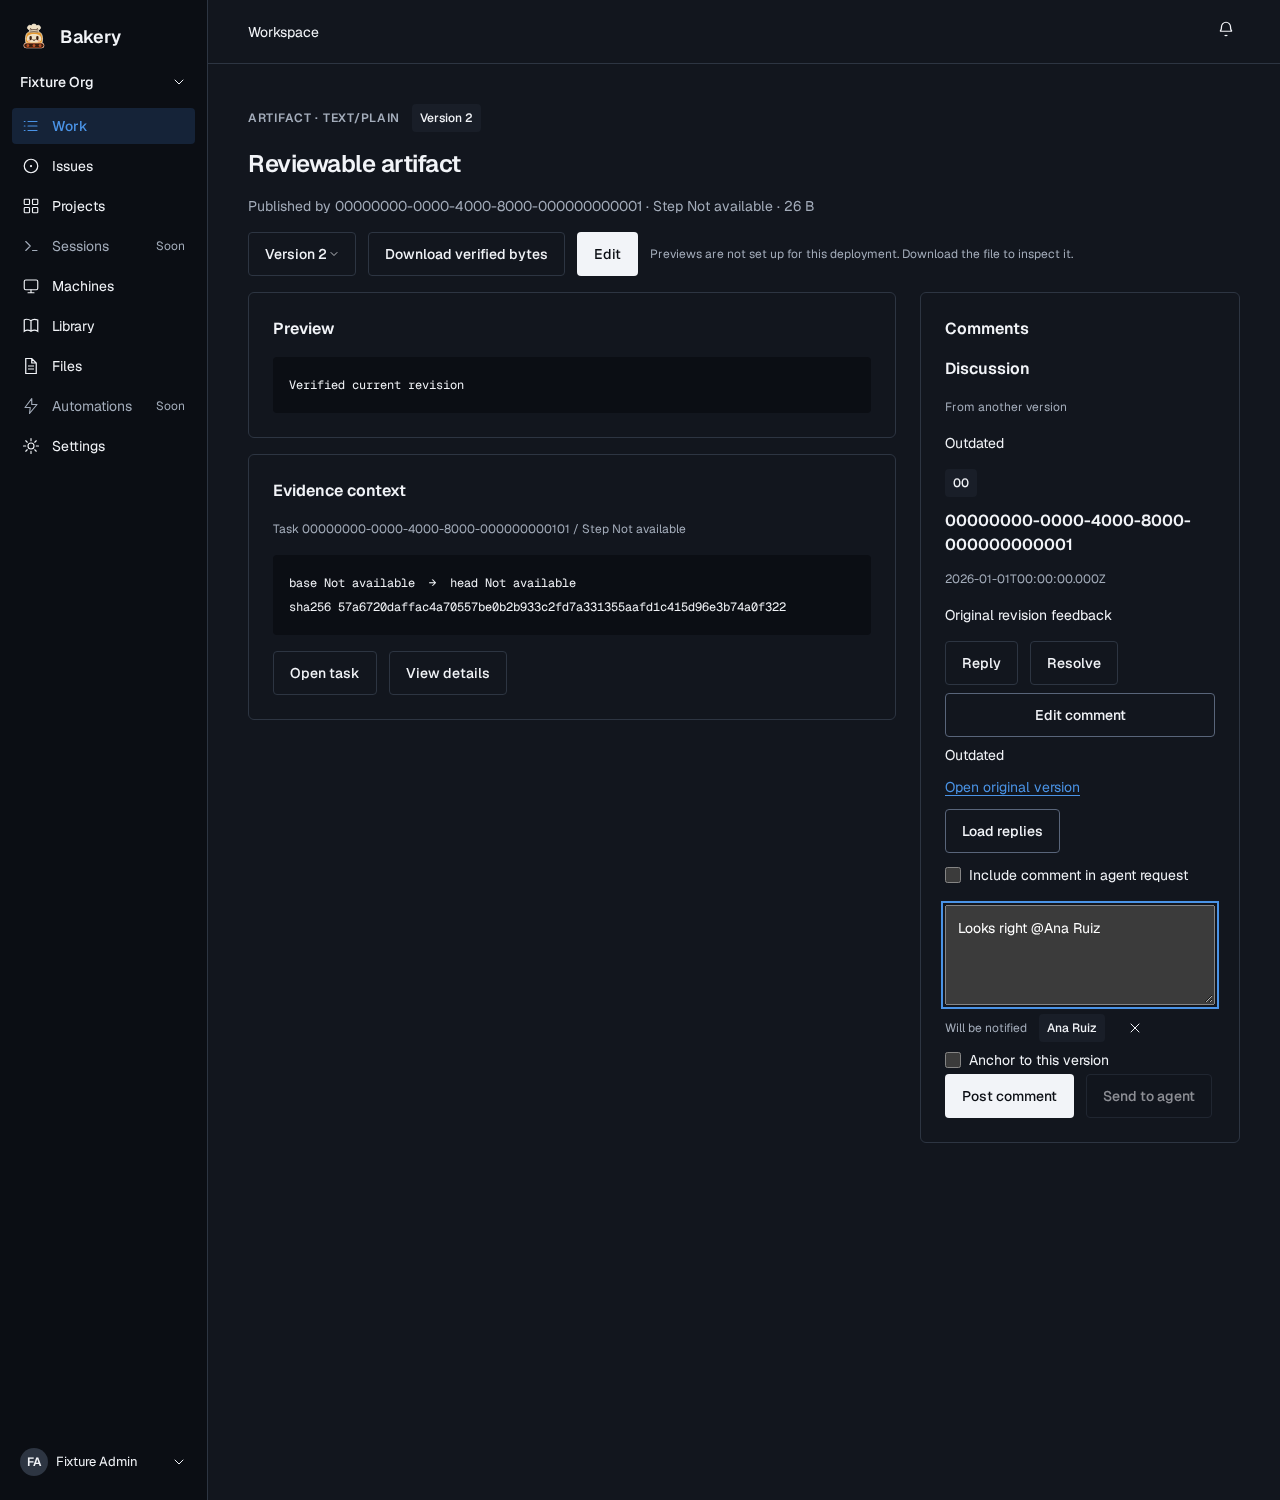 Bakery
Fixture Org
Work
Issues
Projects
Sessions Soon
Machines
Library
Files
Automations Soon
Settings
FA Fixture Admin
Workspace
ARTIFACT · TEXT/PLAIN Version 2
Reviewable artifact
Published by 00000000-0000-4000-8000-000000000001 · Step Not available · 26 B
Version 2 Download verified bytes Edit Previews are not set up for this deployment. Download the file to inspect it.
Preview
Verified current revision
Evidence context
Task 00000000-0000-4000-8000-000000000101 / Step Not available
base Not available → head Not available
sha256 57a6720daffac4a70557be0b2b933c2fd7a331355aafd1c415d96e3b74a0f322
Open task View details
Comments
Discussion
From another version
Outdated
00
00000000-0000-4000-8000-
000000000001
2026-01-01T00:00:00.000Z
Original revision feedback
Reply Resolve
Edit comment
Outdated
Open original version
Load replies
Include comment in agent request
Looks right @Ana Ruiz
Will be notified Ana Ruiz
Anchor to this version
Post comment Send to agent